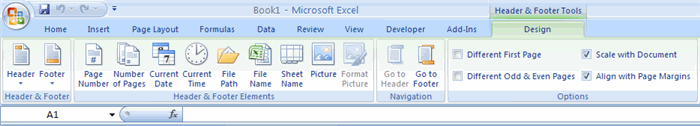 Book1 - Microsoft Excel
Header & Footer Tools
Home Insert Page Layout Formulas Data Review View Developer Add-Ins Design
Header Footer
Page Number
Number of Pages
Current Date
Current Time
File Path
File Name
Sheet Name
Picture
Format Picture
Go to Header
Go to Footer
Different First Page
Scale with Document
Different Odd & Even Pages
Align with Page Margins
Header & Footer
Header & Footer Elements
Navigation
Options
A1
fx